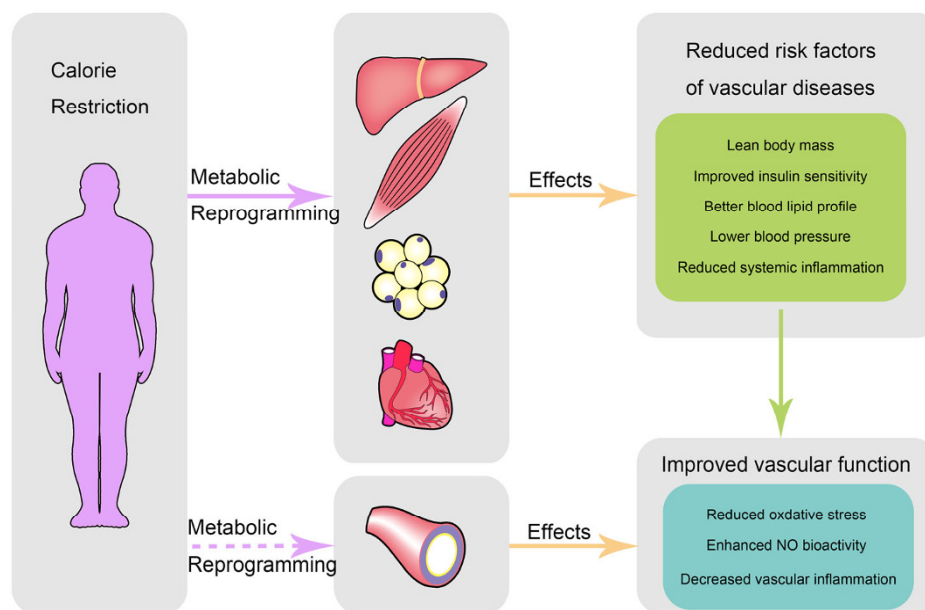 Calorie
Restriction
Metabolic
Reprogramming
Effects
Reduced risk factors
of vascular diseases
Lean body mass
Improved insulin sensitivity
Better blood lipid profile
Lower blood pressure
Reduced systemic inflammation
Metabolic
Reprogramming
Effects
Improved vascular function
Reduced oxdative stress
Enhanced NO bioactivity
Decreased vascular inflammation